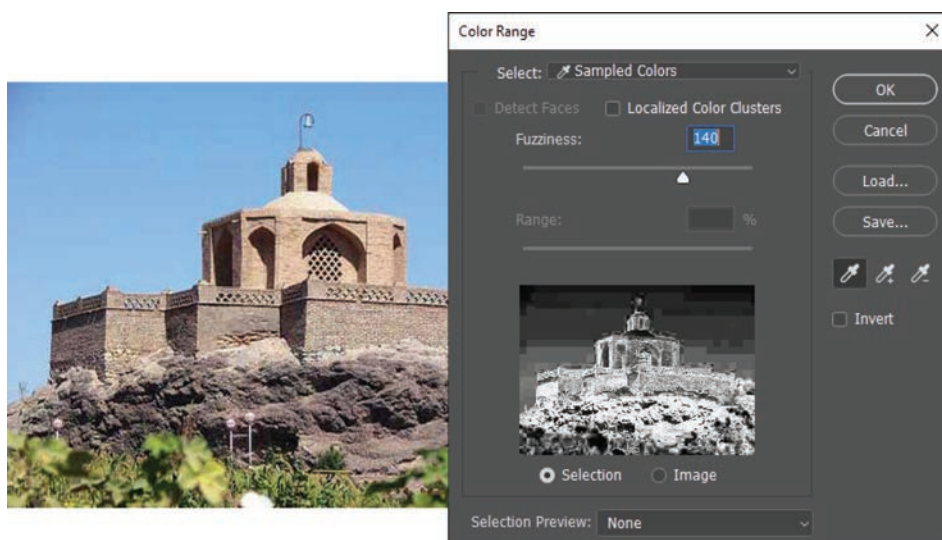 Color Range
Select: Sampled Colors
Detect Faces Localized Color Clusters
Fuzziness: 140
Range: %
Selection Image
Selection Preview: None
OK
Cancel
Load...
Save...
Invert